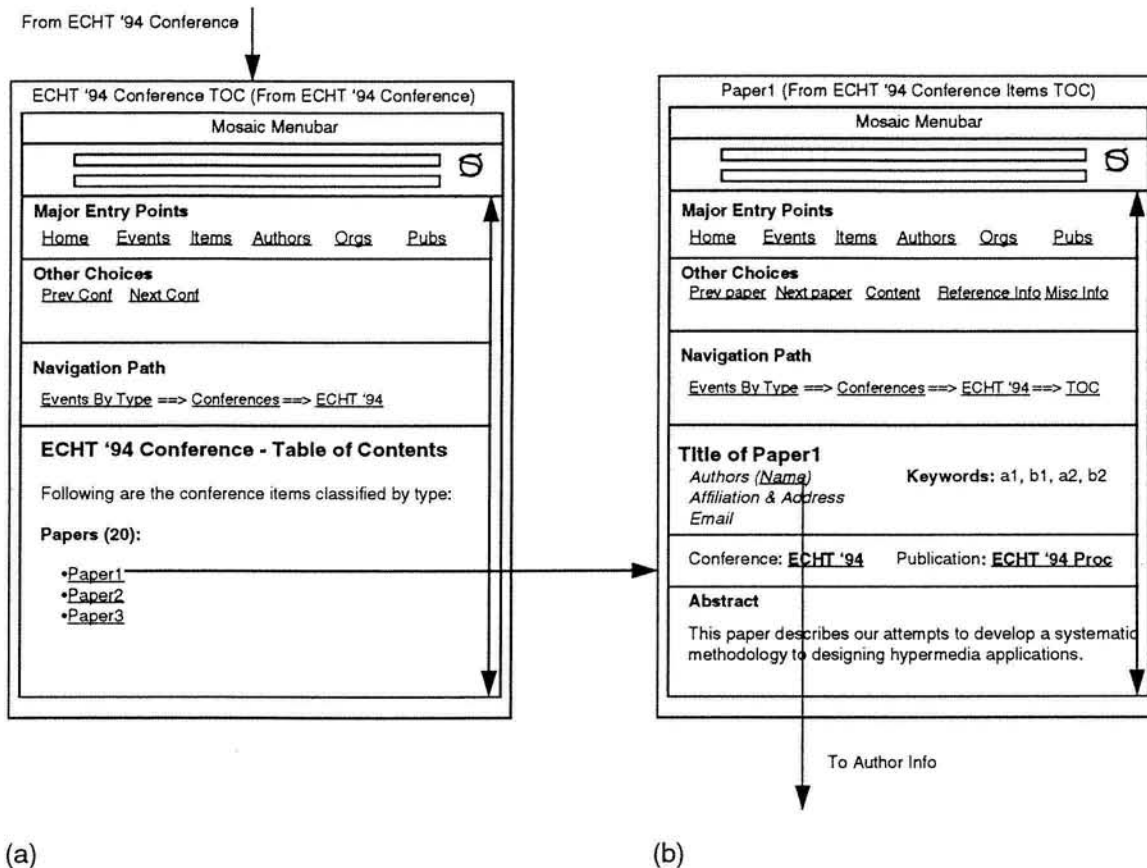 From ECHT '94 Conference
ECHT '94 Conference TOC (From ECHT '94 Conference)
Mosaic Menubar
Major Entry Points
Home Events Items Authors Orgs Pubs
Other Choices
Prev Conf Next Conf
Navigation Path
Events By Type ==> Conferences ==> ECHT '94
ECHT '94 Conference - Table of Contents
Following are the conference items classified by type:
Papers (20):
•Paper1
•Paper2
•Paper3
(a)
Paper1 (From ECHT '94 Conference Items TOC)
Mosaic Menubar
Major Entry Points
Home Events Items Authors Orgs Pubs
Other Choices
Prev paper Next paper Content Reference Info Misc Info
Navigation Path
Events By Type ==> Conferences ==> ECHT '94 ==> TOC
Title of Paper1
Authors (Name) Keywords: a1, b1, a2, b2
Affiliation & Address
Email
Conference: ECHT '94 Publication: ECHT '94 Proc
Abstract
This paper describes our attempts to develop a systematic
methodology to designing hypermedia applications.
To Author Info
(b)